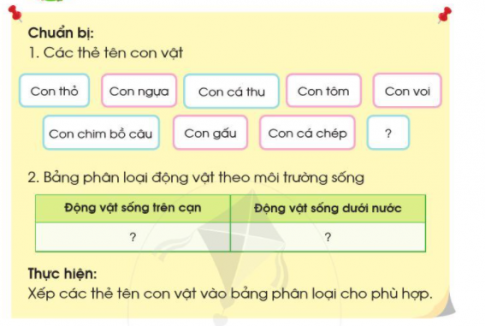 Chuẩn bị:
1. Các thẻ tên con vật
Con thỏ Con ngựa Con cá thu Con tôm Con voi
Con chim bồ câu Con gấu Con cá chép ?
2. Bảng phân loại động vật theo môi trường sống
Động vật sống trên cạn Động vật sống dưới nước
? ?
Thực hiện:
Xếp các thẻ tên con vật vào bảng phân loại cho phù hợp.